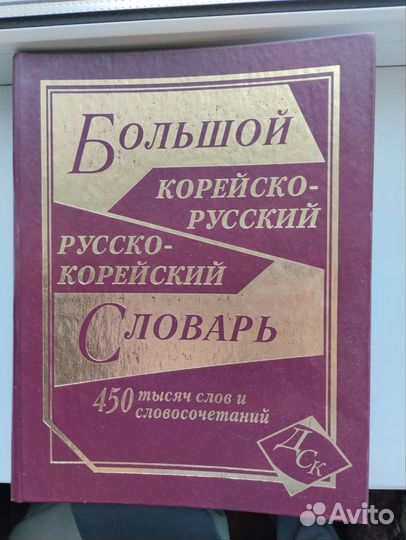 БОЛЬШОЙ
КОРЕЙСКО-
РУССКИЙ
РУССКО-
КОРЕЙСКИЙ
СЛОВАРЬ
450 тысяч слов и
словосочетаний
ДСК
Avito